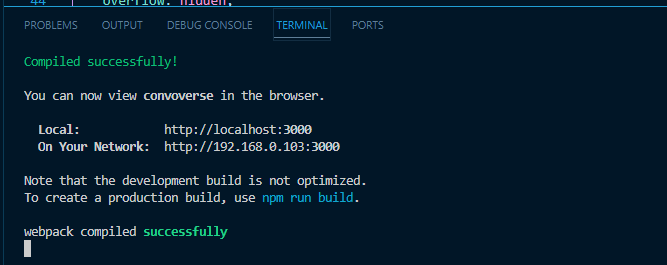 44 overflow: hidden;
PROBLEMS OUTPUT DEBUG CONSOLE TERMINAL PORTS
Compiled successfully!
You can now view convoverse in the browser.
Local: http://localhost:3000
On Your Network: http://192.168.0.103:3000
Note that the development build is not optimized.
To create a production build, use npm run build.
webpack compiled successfully